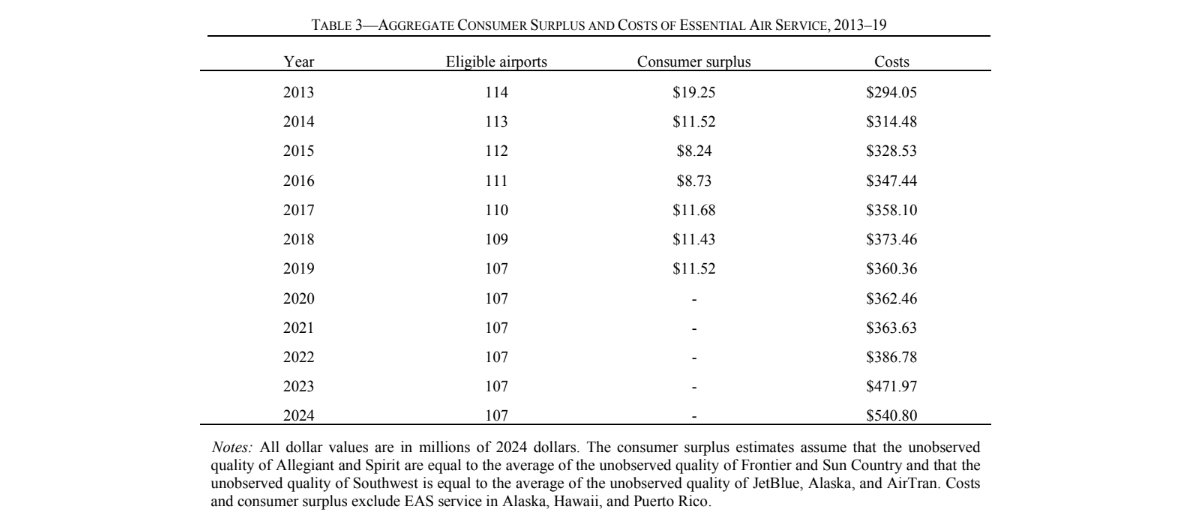 TABLE 3—AGGREGATE CONSUMER SURPLUS AND COSTS OF ESSENTIAL AIR SERVICE, 2013–19
Year Eligible airports Consumer surplus Costs
2013 114 $19.25 $294.05
2014 113 $11.52 $314.48
2015 112 $8.24 $328.53
2016 111 $8.73 $347.44
2017 110 $11.68 $358.10
2018 109 $11.43 $373.46
2019 107 $11.52 $360.36
2020 107 - $362.46
2021 107 - $363.63
2022 107 - $386.78
2023 107 - $471.97
2024 107 - $540.80
Notes: All dollar values are in millions of 2024 dollars. The consumer surplus estimates assume that the unobserved
quality of Allegiant and Spirit are equal to the average of the unobserved quality of Frontier and Sun Country and that the
unobserved quality of Southwest is equal to the average of the unobserved quality of JetBlue, Alaska, and AirTran. Costs
and consumer surplus exclude EAS service in Alaska, Hawaii, and Puerto Rico.